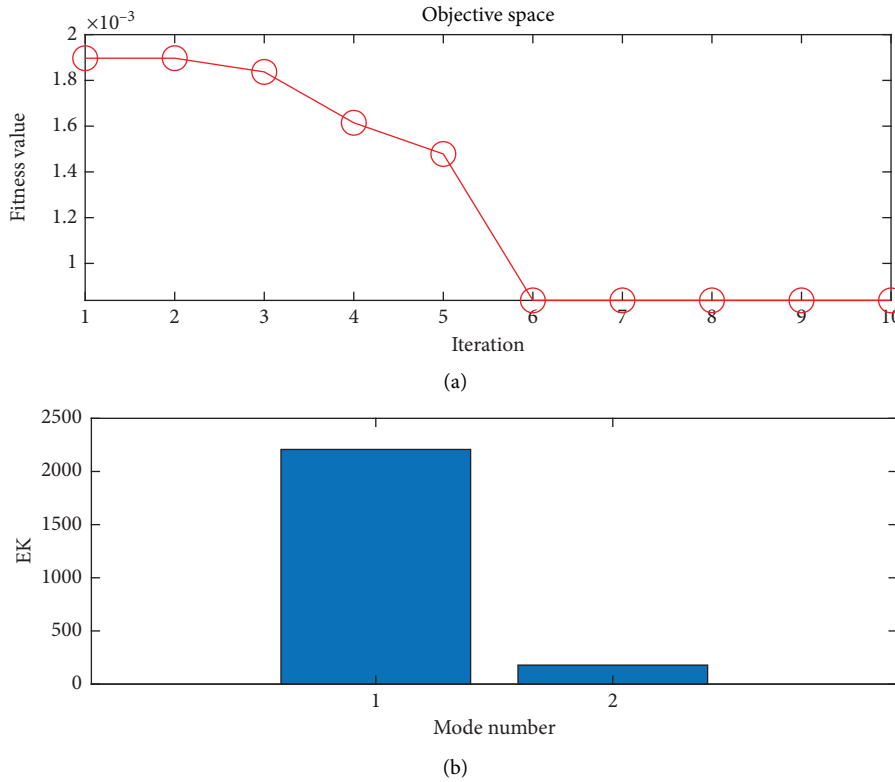 Objective space
×10⁻³
2
1.8
1.6
1.4
1.2
1
Fitness value
1 2 3 4 5 6 7 8 9 10
Iteration
(a)
2500
2000
1500
1000
500
0
EK
1 2
Mode number
(b)